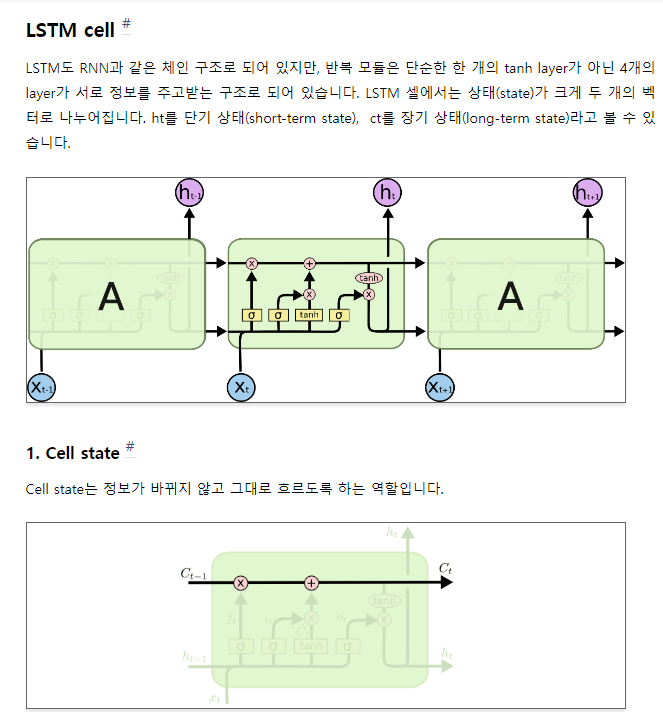 LSTM cell #
LSTM도 RNN과 같은 체인 구조로 되어 있지만, 반복 모듈은 단순한 한 개의 tanh layer가 아닌 4개의
layer가 서로 정보를 주고받는 구조로 되어 있습니다. LSTM 셀에서는 상태(state)가 크게 두 개의 벡
터로 나누어집니다. ht를 단기 상태(short-term state), ct를 장기 상태(long-term state)라고 볼 수 있
습니다.
h_{t-1} h_t h_{t+1}
x + tanh
A x x A
σ σ tanh σ
X_{t-1} X_t X_{t+1}
1. Cell state #
Cell state는 정보가 바뀌지 않고 그대로 흐르도록 하는 역할입니다.
h_t
C_{t-1} x + C_t
tanh
f_t i_t x o_t x
σ σ tanh σ
h_{t-1} h_t
x_t